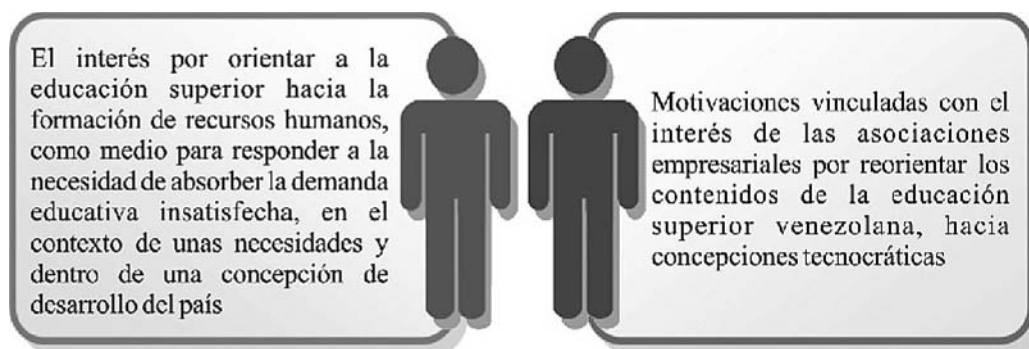 El interés por orientar a la
educación superior hacia la
formación de recursos humanos,
como medio para responder a la
necesidad de absorber la demanda
educativa insatisfecha, en el
contexto de unas necesidades y
dentro de una concepción de
desarrollo del país
Motivaciones vinculadas con el
interés de las asociaciones
empresariales por reorientar los
contenidos de la educación
superior venezolana, hacia
concepciones tecnocráticas